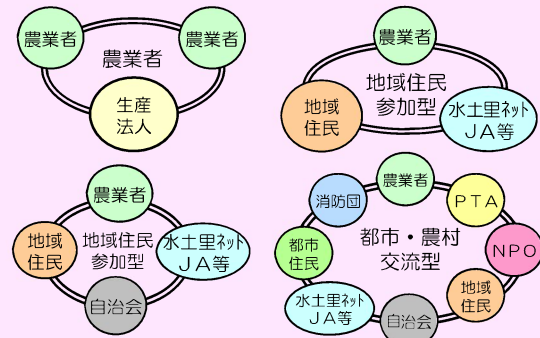 農業者
農業者
農業者
生産
法人
農業者
地域住民
参加型
地域
住民
水土里ﾈｯﾄ
ＪＡ等
農業者
地域
住民
地域住民
参加型
水土里ﾈｯﾄ
ＪＡ等
自治会
農業者
消防団
ＰＴＡ
都市
住民
都市・農村
交流型
ＮＰＯ
水土里ﾈｯﾄ
ＪＡ等
地域
住民
自治会